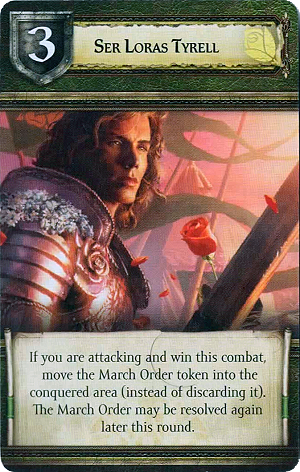 3
SER LORAS TYRELL
If you are attacking and win this combat,
move the March Order token into the
conquered area (instead of discarding it).
The March Order may be resolved again
later this round.